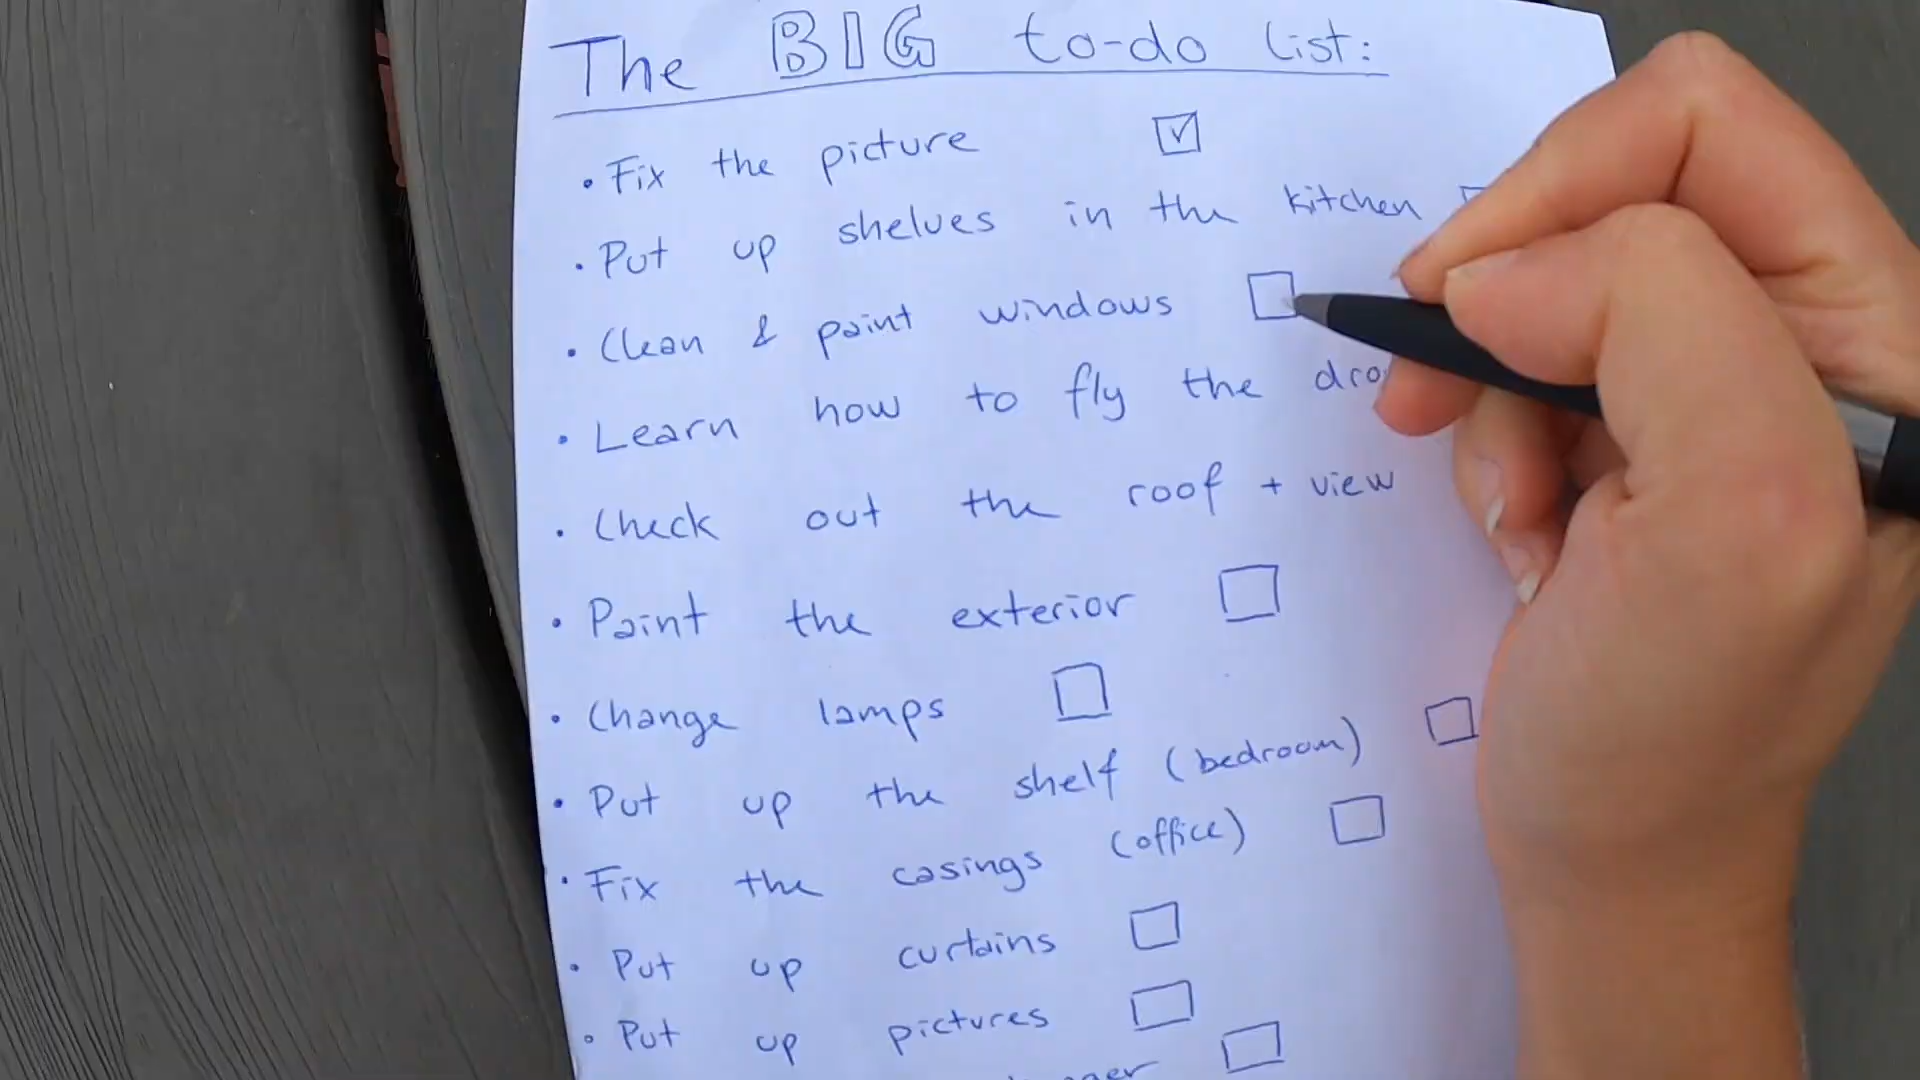 The BIG to-do list:
• Fix the picture
• Put up shelves in the kitchen
• Clean & paint windows
• Learn how to fly the
• Check out the roof + view
• Paint the exterior
• Change lamps
• Put up the shelf (bedroom)
• Fix the casings (office)
• Put up curtains
• Put up pictures